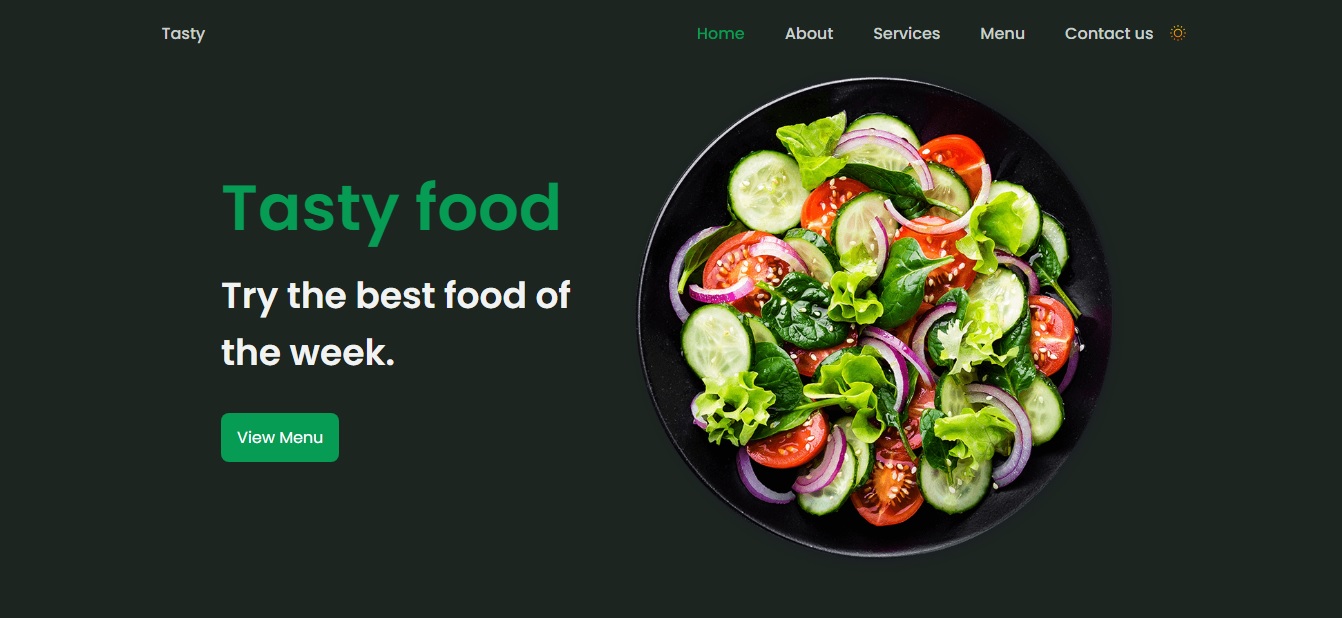 Tasty
Home
About
Services
Menu
Contact us
Tasty food
Try the best food of
the week.
View Menu